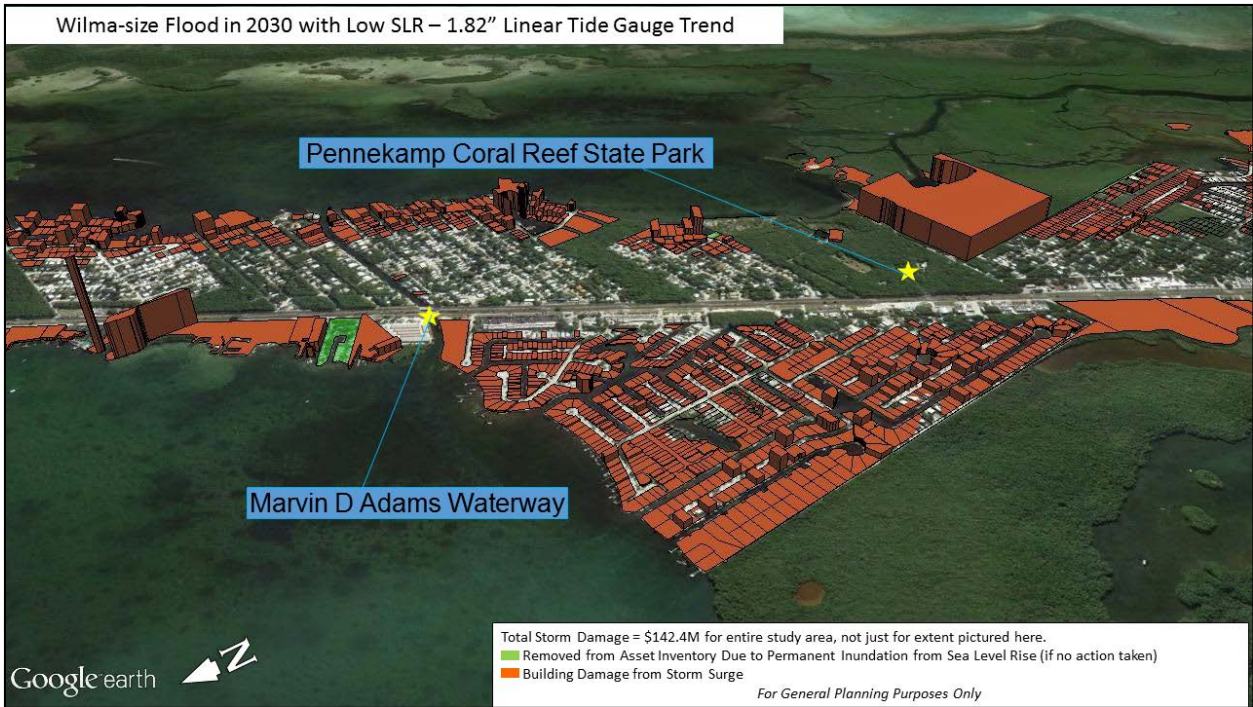 Wilma-size Flood in 2030 with Low SLR – 1.82” Linear Tide Gauge Trend
Pennekamp Coral Reef State Park
Marvin D Adams Waterway
Total Storm Damage = $142.4M for entire study area, not just for extent pictured here.
Removed from Asset Inventory Due to Permanent Inundation from Sea Level Rise (if no action taken)
Building Damage from Storm Surge
For General Planning Purposes Only
Google earth
N